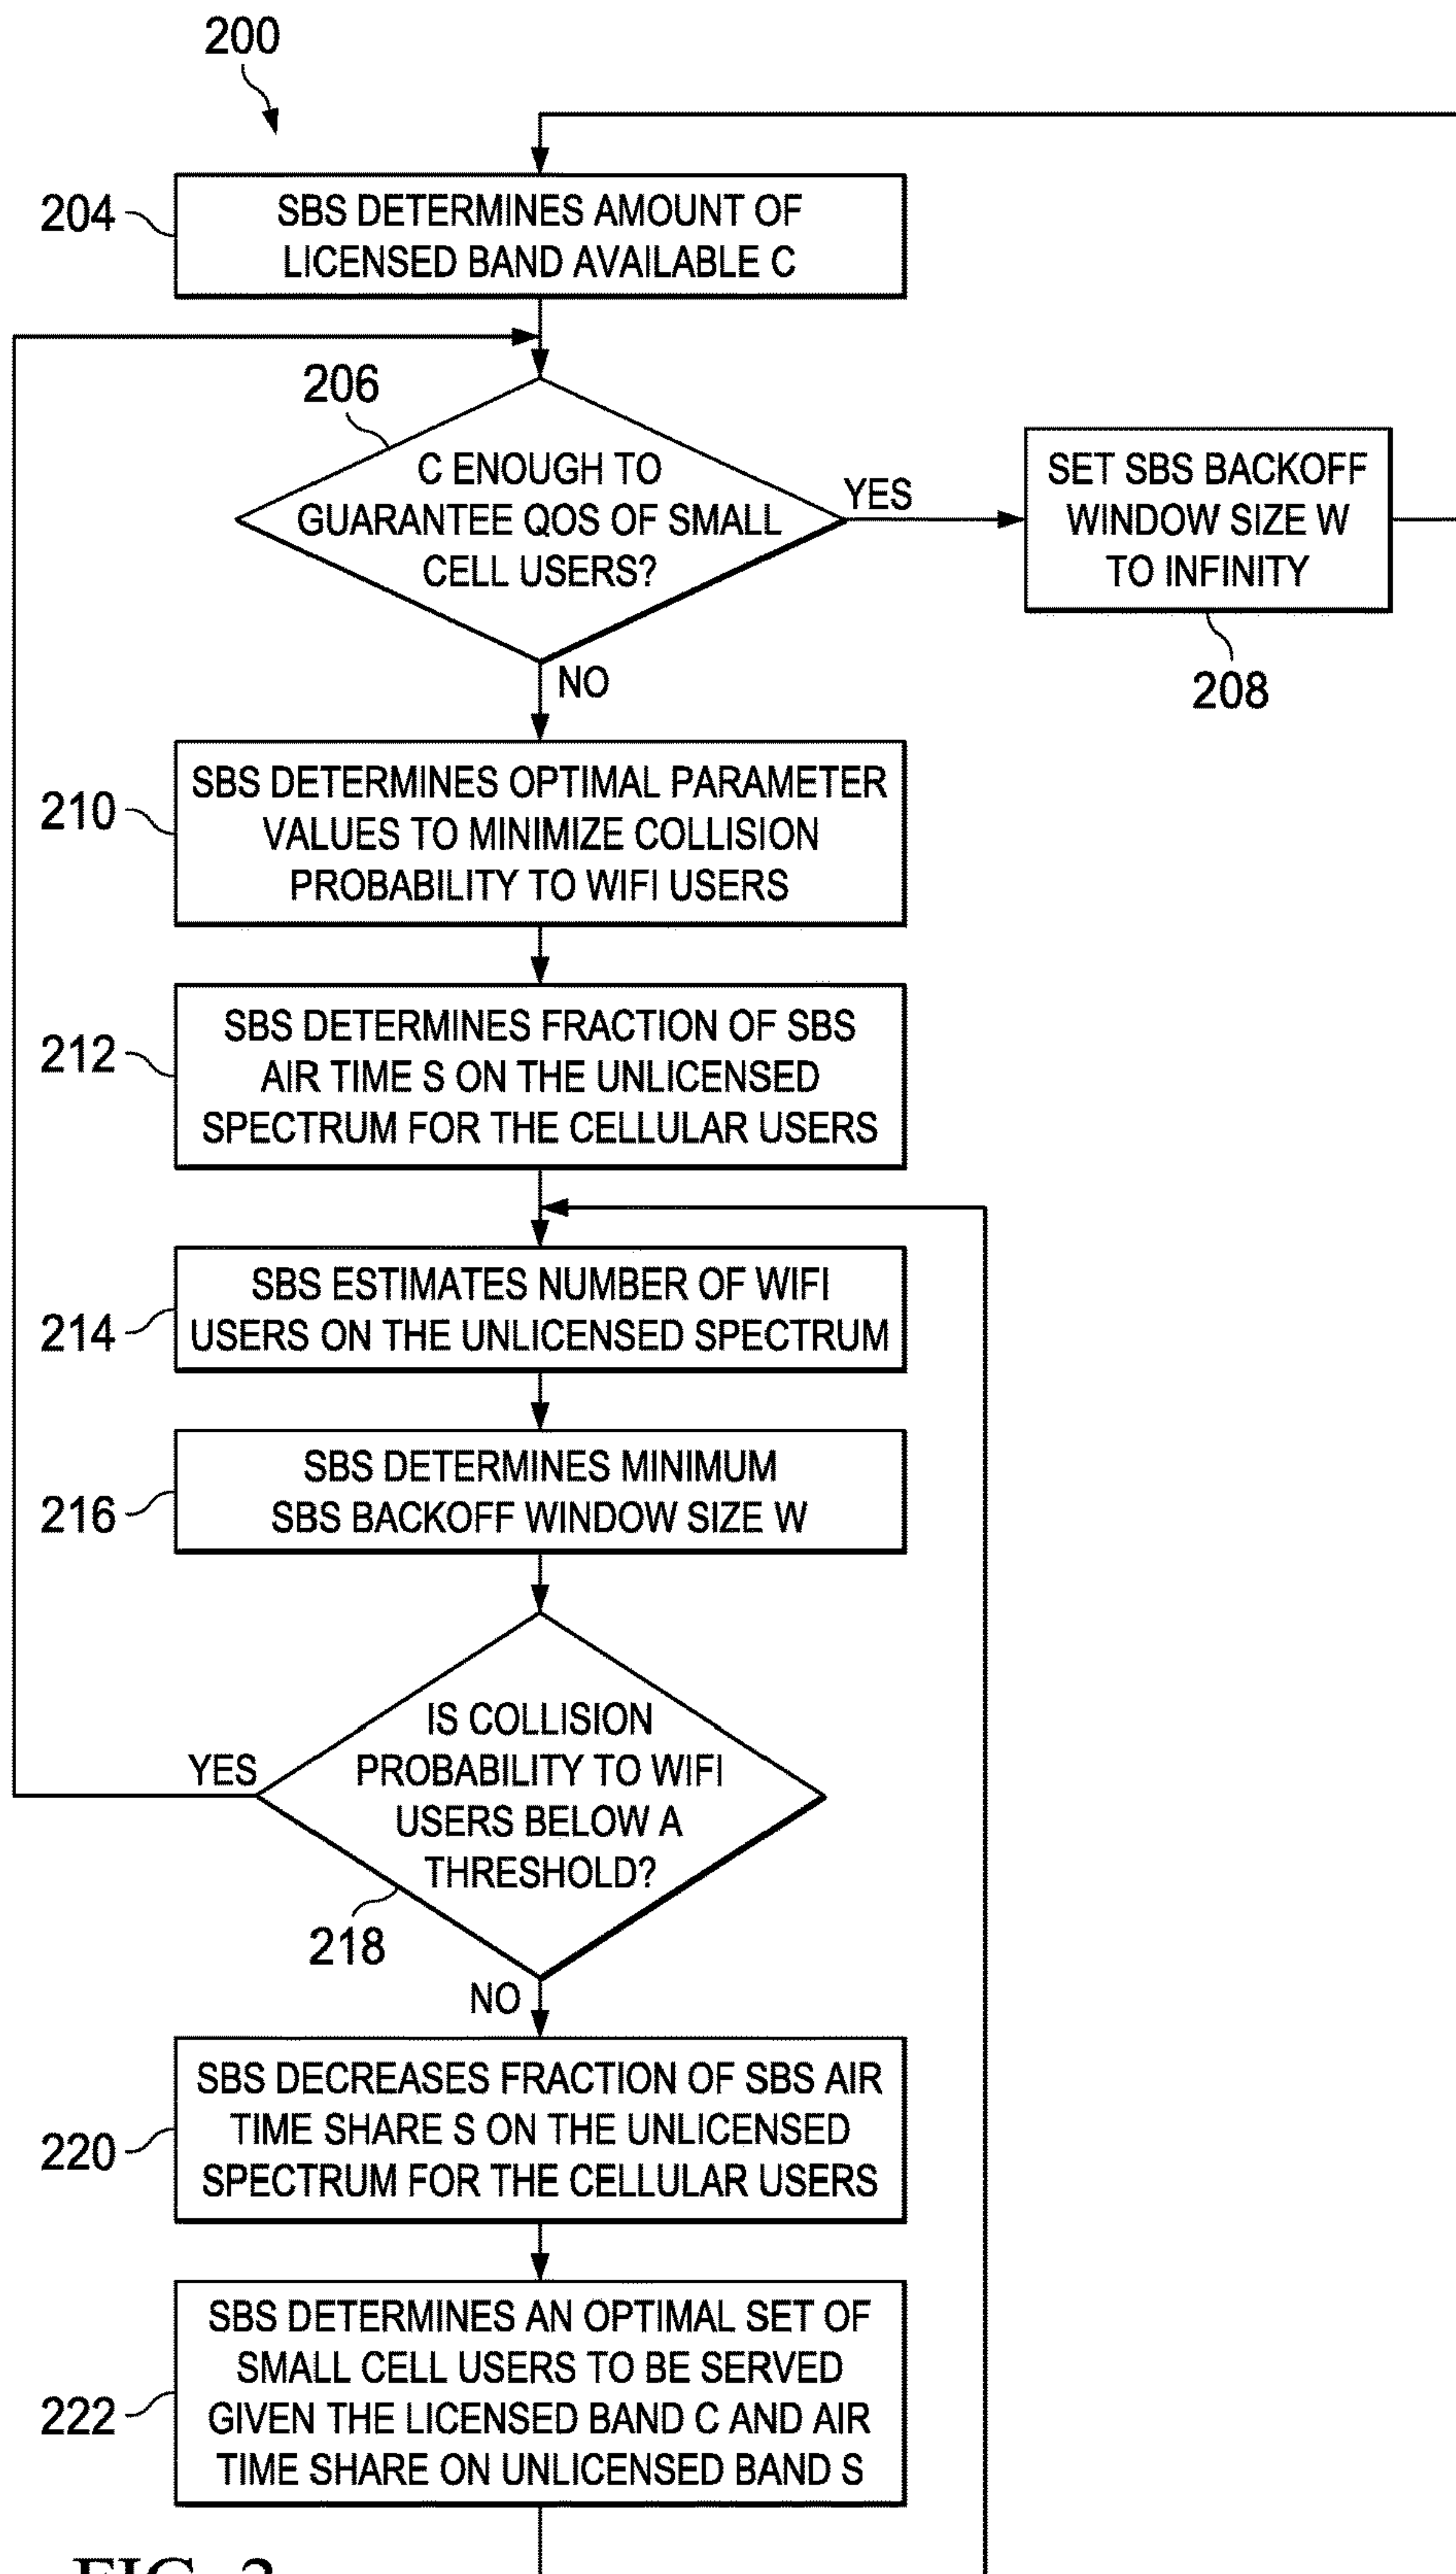 200
204
SBS DETERMINES AMOUNT OF
LICENSED BAND AVAILABLE C
206
C ENOUGH TO
GUARANTEE QOS OF SMALL
CELL USERS?
YES
SET SBS BACKOFF
WINDOW SIZE W
TO INFINITY
208
NO
210
SBS DETERMINES OPTIMAL PARAMETER
VALUES TO MINIMIZE COLLISION
PROBABILITY TO WIFI USERS
212
SBS DETERMINES FRACTION OF SBS
AIR TIME S ON THE UNLICENSED
SPECTRUM FOR THE CELLULAR USERS
214
SBS ESTIMATES NUMBER OF WIFI
USERS ON THE UNLICENSED SPECTRUM
216
SBS DETERMINES MINIMUM
SBS BACKOFF WINDOW SIZE W
YES
IS COLLISION
PROBABILITY TO WIFI
USERS BELOW A
THRESHOLD?
218
NO
220
SBS DECREASES FRACTION OF SBS AIR
TIME SHARE S ON THE UNLICENSED
SPECTRUM FOR THE CELLULAR USERS
222
SBS DETERMINES AN OPTIMAL SET OF
SMALL CELL USERS TO BE SERVED
GIVEN THE LICENSED BAND C AND AIR
TIME SHARE ON UNLICENSED BAND S
FIG.